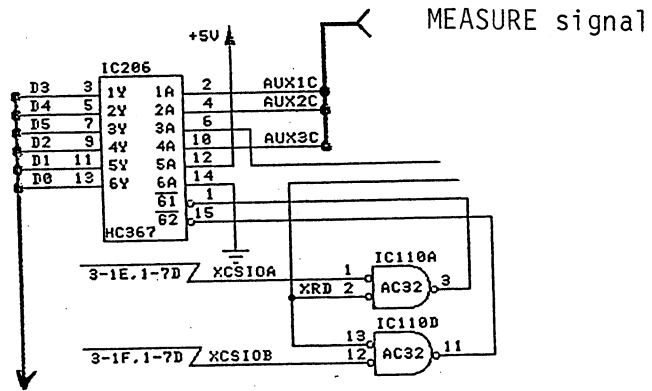 MEASURE signal
+5V
IC206
D3 3 1Y 1A 2 AUX1C
D4 5 2Y 2A 4 AUX2C
D5 7 3Y 3A 6
D2 9 4Y 4A 10 AUX3C
D1 11 5Y 5A 12
D0 13 6Y 6A 14
G1 1
G2 15
HC367
IC110A
3-1E,1-7D XCSIOA 1
XRD 2 AC32 3
IC110D
13
3-1F,1-7D XCSIOB 12 AC32 11